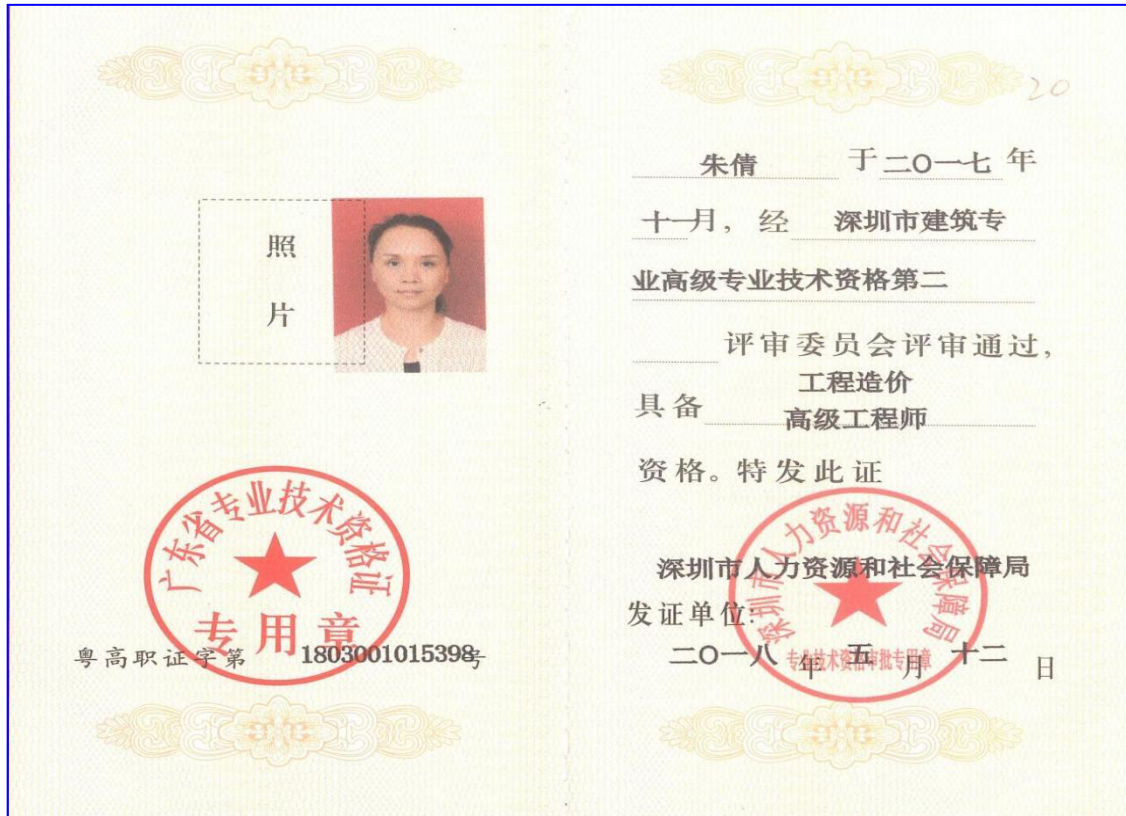 照
片
广东省专业技术资格证
专用章
粤高职证字第 1803001015398号
20
朱倩 于二〇一七年
十一月，经 深圳市建筑专
业高级专业技术资格第二
评审委员会评审通过，
工程造价
具备 高级工程师
资格。特发此证
深圳市人力资源和社会保障局
深圳市人力资源和社会保障局
发证单位：
二〇一八年五月十二日
专业技术资格审批专用章